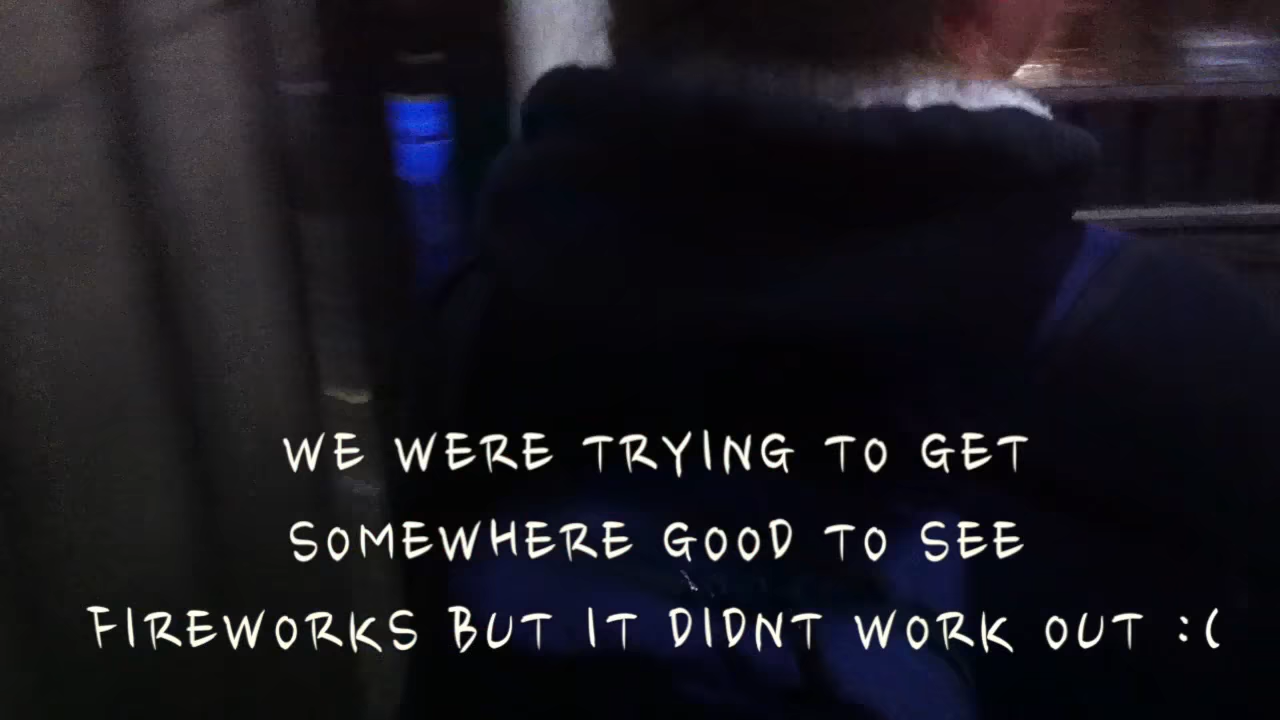 WE WERE TRYING TO GET
SOMEWHERE GOOD TO SEE
FIREWORKS BUT IT DIDNT WORK OUT :(